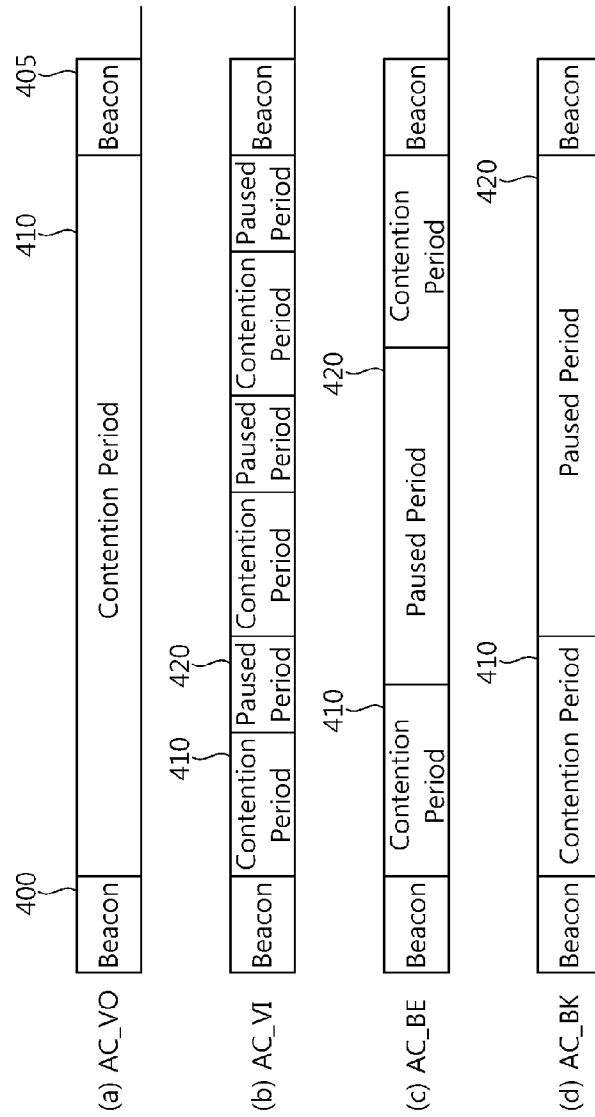 400
410
405
(a) AC_VO
Beacon
Contention Period
Beacon
410
420
(b) AC_VI
Beacon
Contention
Period
Paused
Period
Contention
Period
Paused
Period
Contention
Period
Paused
Period
Beacon
410
420
(c) AC_BE
Beacon
Contention
Period
Paused Period
Contention
Period
Beacon
410
420
(d) AC_BK
Beacon
Contention Period
Paused Period
Beacon